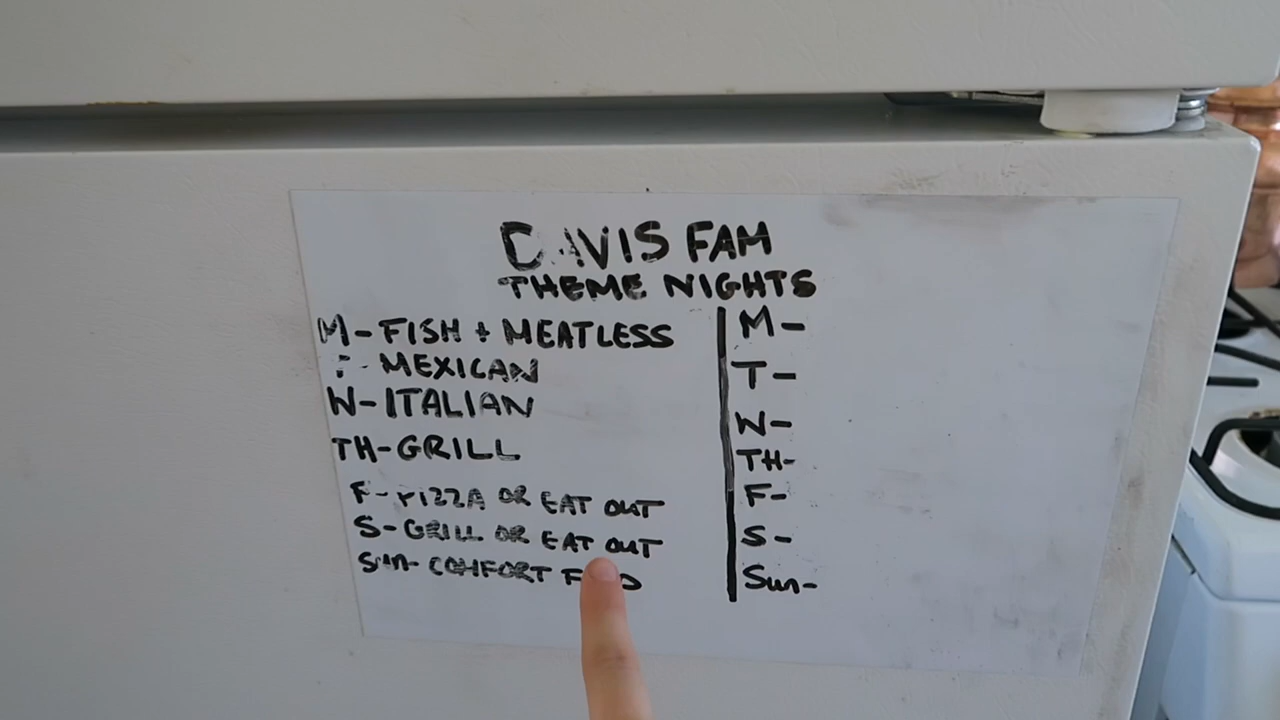 DAVIS FAM
THEME NIGHTS
M- FISH + MEATLESS
- MEXICAN
W- ITALIAN
TH- GRILL
F- PIZZA OR EAT OUT
S- GRILL OR EAT OUT
SUN- COMFORT
M-
T-
W-
TH-
F-
S-
Sun-